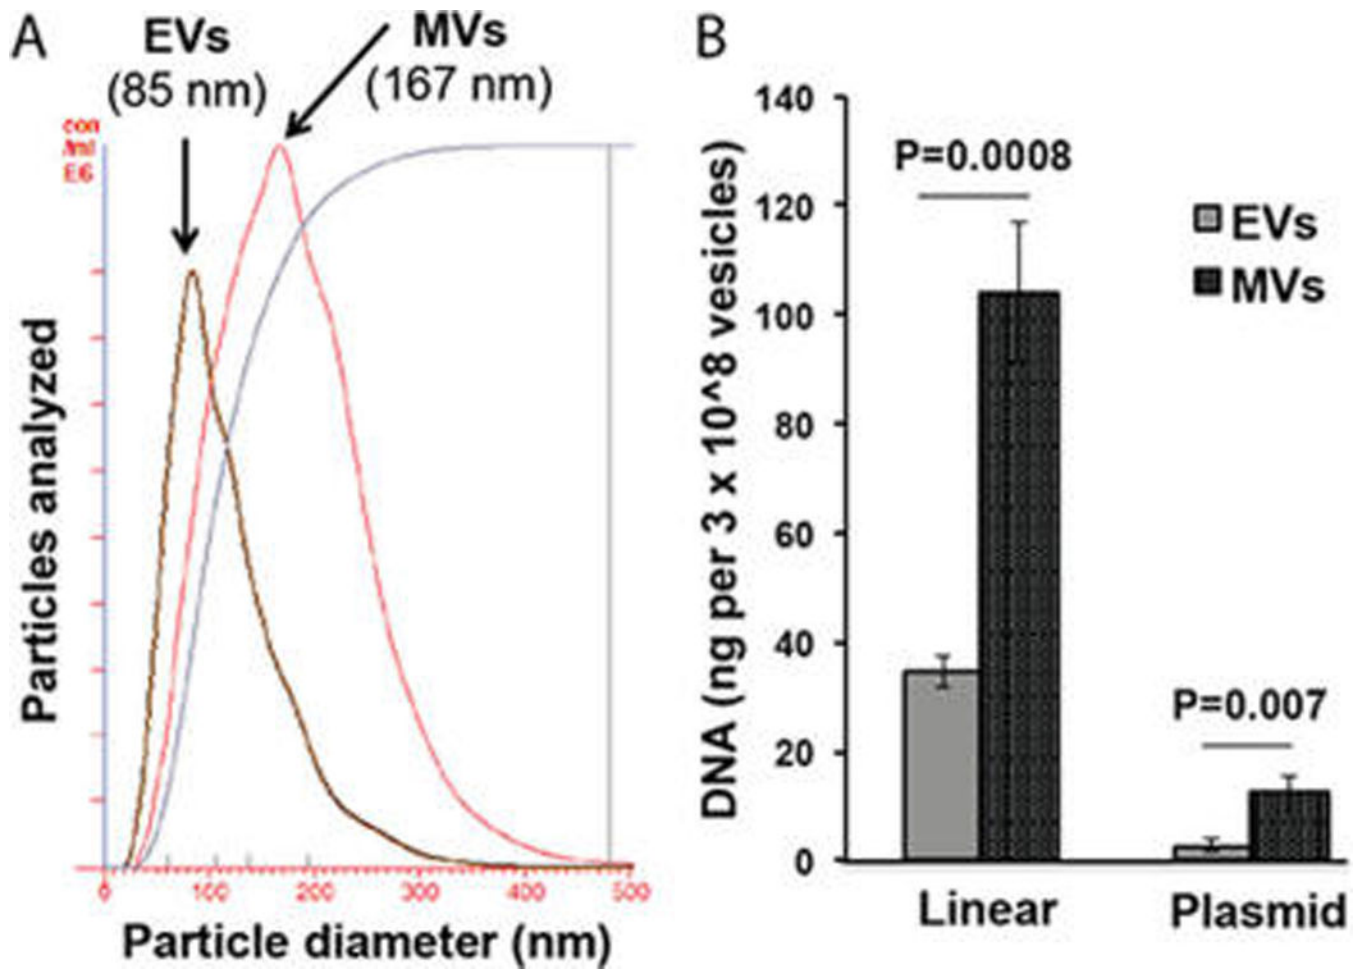 A
EVs
(85 nm)
MVs
(167 nm)
con
/ml
E6
Particles analyzed
0 100 200 300 400 500
Particle diameter (nm)
B
DNA (ng per 3 x 10^8 vesicles)
140
120
100
80
60
40
20
0
P=0.0008
P=0.007
EVs
MVs
Linear
Plasmid